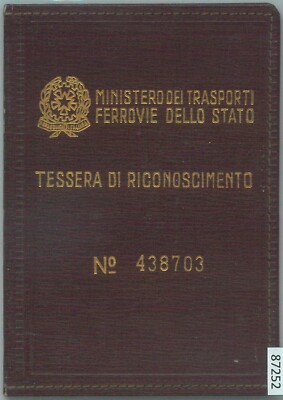 MINISTERO DEI TRASPORTI
FERROVIE DELLO STATO
TESSERA DI RICONOSCIMENTO
Nº 438703
87252